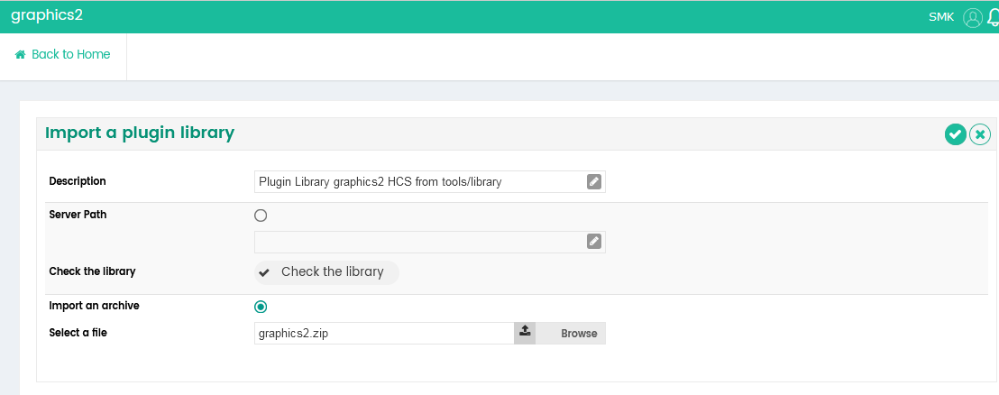 graphics2
SMK
Back to Home
Import a plugin library
Description
Plugin Library graphics2 HCS from tools/library
Server Path
Check the library
Check the library
Import an archive
Select a file
graphics2.zip
Browse